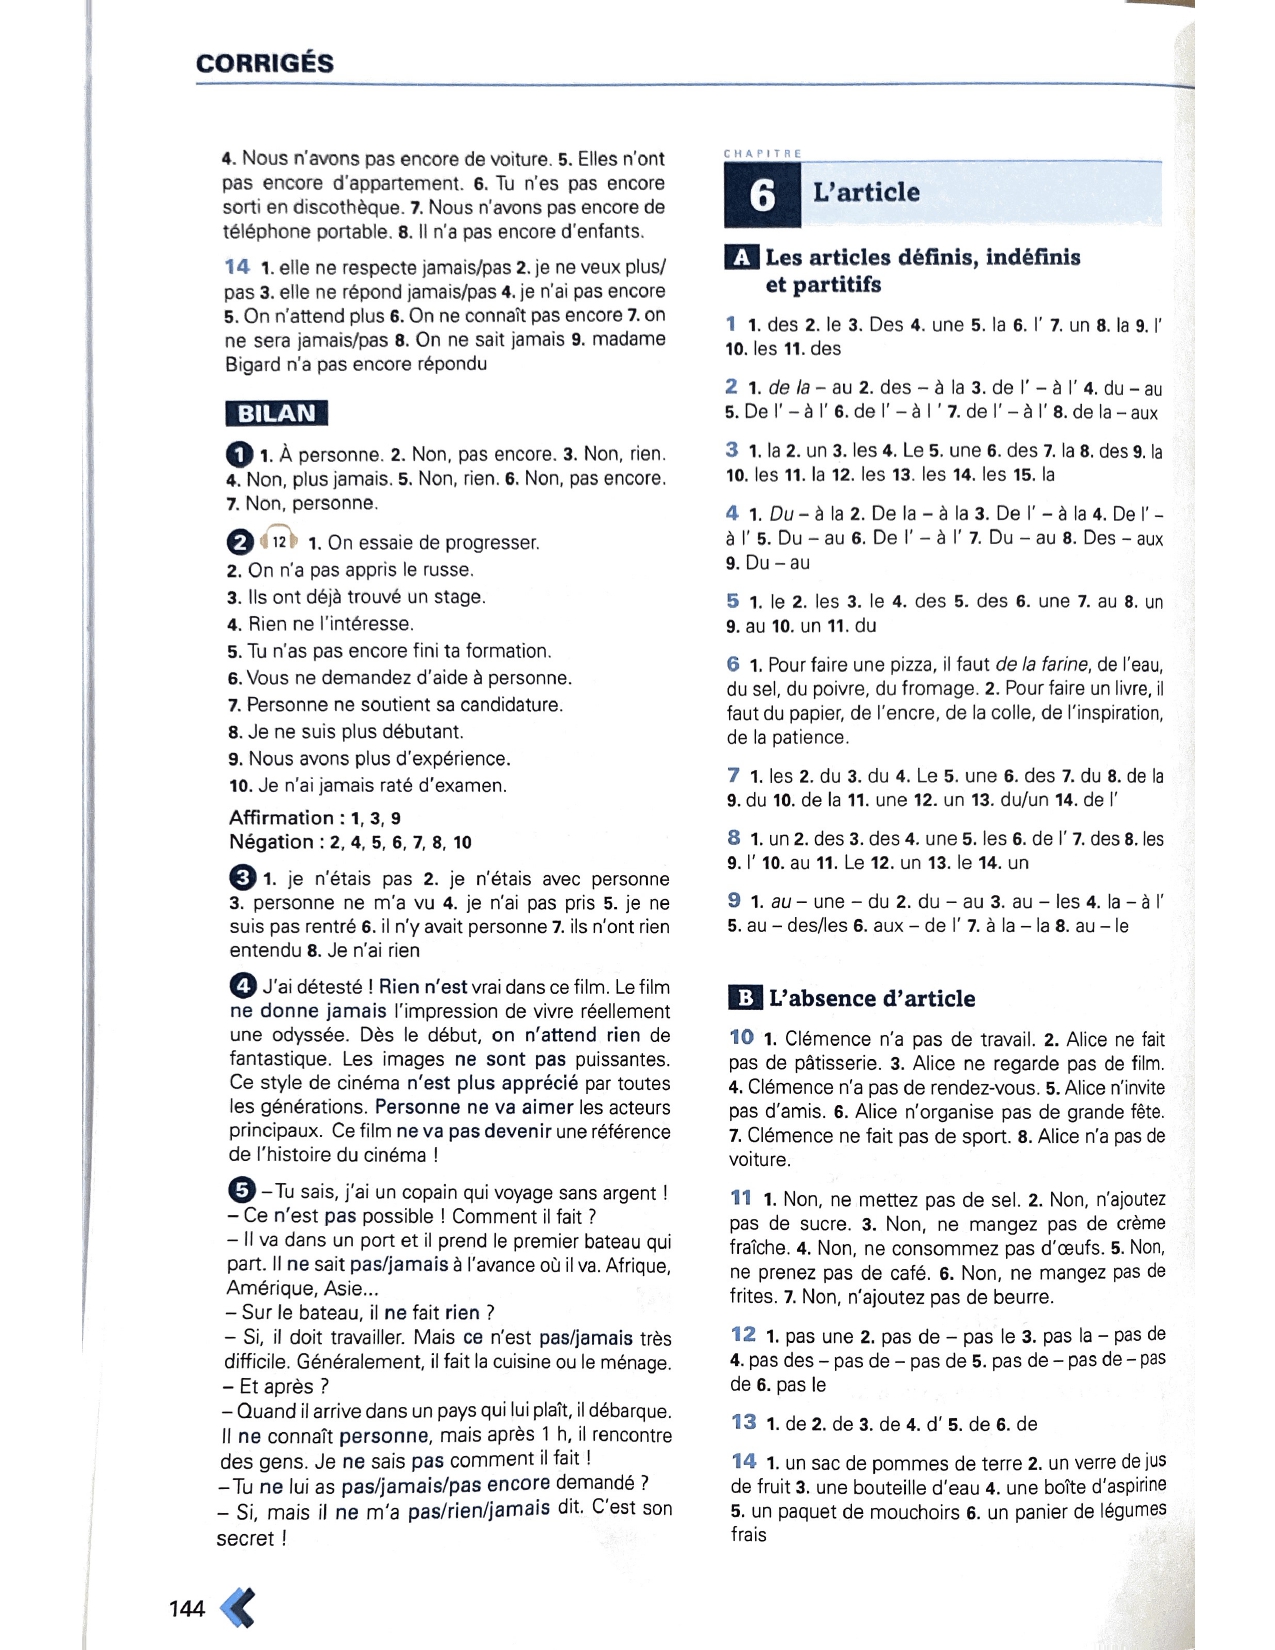 CORRIGÉS
4. Nous n'avons pas encore de voiture. 5. Elles n'ont
pas encore d'appartement. 6. Tu n'es pas encore
sorti en discothèque. 7. Nous n'avons pas encore de
téléphone portable. 8. Il n'a pas encore d'enfants.
14 1. elle ne respecte jamais/pas 2. je ne veux plus/
pas 3. elle ne répond jamais/pas 4. je n'ai pas encore
5. On n'attend plus 6. On ne connaît pas encore 7. on
ne sera jamais/pas 8. On ne sait jamais 9. madame
Bigard n'a pas encore répondu
BILAN
1 1. À personne. 2. Non, pas encore. 3. Non, rien.
4. Non, plus jamais. 5. Non, rien. 6. Non, pas encore.
7. Non, personne.
2 12 1. On essaie de progresser.
2. On n'a pas appris le russe.
3. Ils ont déjà trouvé un stage.
4. Rien ne l'intéresse.
5. Tu n'as pas encore fini ta formation.
6. Vous ne demandez d'aide à personne.
7. Personne ne soutient sa candidature.
8. Je ne suis plus débutant.
9. Nous avons plus d'expérience.
10. Je n'ai jamais raté d'examen.
Affirmation : 1, 3, 9
Négation : 2, 4, 5, 6, 7, 8, 10
3 1. je n'étais pas 2. je n'étais avec personne
3. personne ne m'a vu 4. je n'ai pas pris 5. je ne
suis pas rentré 6. il n'y avait personne 7. ils n'ont rien
entendu 8. Je n'ai rien
4 J'ai détesté ! Rien n'est vrai dans ce film. Le film
ne donne jamais l'impression de vivre réellement
une odyssée. Dès le début, on n'attend rien de
fantastique. Les images ne sont pas puissantes.
Ce style de cinéma n'est plus apprécié par toutes
les générations. Personne ne va aimer les acteurs
principaux. Ce film ne va pas devenir une référence
de l'histoire du cinéma !
5 – Tu sais, j'ai un copain qui voyage sans argent !
– Ce n'est pas possible ! Comment il fait ?
– Il va dans un port et il prend le premier bateau qui
part. Il ne sait pas/jamais à l'avance où il va. Afrique,
Amérique, Asie...
– Sur le bateau, il ne fait rien ?
– Si, il doit travailler. Mais ce n'est pas/jamais très
difficile. Généralement, il fait la cuisine ou le ménage.
– Et après ?
– Quand il arrive dans un pays qui lui plaît, il débarque.
Il ne connaît personne, mais après 1 h, il rencontre
des gens. Je ne sais pas comment il fait !
– Tu ne lui as pas/jamais/pas encore demandé ?
– Si, mais il ne m'a pas/rien/jamais dit. C'est son
secret !
144
CHAPITRE
6 L'article
A Les articles définis, indéfinis
et partitifs
1 1. des 2. le 3. Des 4. une 5. la 6. l' 7. un 8. la 9. l'
10. les 11. des
2 1. de la – au 2. des – à la 3. de l' – à l' 4. du – au
5. De l' – à l' 6. de l' – à l ' 7. de l' – à l' 8. de la – aux
3 1. la 2. un 3. les 4. Le 5. une 6. des 7. la 8. des 9. la
10. les 11. la 12. les 13. les 14. les 15. la
4 1. Du – à la 2. De la – à la 3. De l' – à la 4. De l' –
à l' 5. Du – au 6. De l' – à l' 7. Du – au 8. Des – aux
9. Du – au
5 1. le 2. les 3. le 4. des 5. des 6. une 7. au 8. un
9. au 10. un 11. du
6 1. Pour faire une pizza, il faut de la farine, de l'eau,
du sel, du poivre, du fromage. 2. Pour faire un livre, il
faut du papier, de l'encre, de la colle, de l'inspiration,
de la patience.
7 1. les 2. du 3. du 4. Le 5. une 6. des 7. du 8. de la
9. du 10. de la 11. une 12. un 13. du/un 14. de l'
8 1. un 2. des 3. des 4. une 5. les 6. de l' 7. des 8. les
9. l' 10. au 11. Le 12. un 13. le 14. un
9 1. au – une – du 2. du – au 3. au – les 4. la – à l'
5. au – des/les 6. aux – de l' 7. à la – la 8. au – le
B L'absence d'article
10 1. Clémence n'a pas de travail. 2. Alice ne fait
pas de pâtisserie. 3. Alice ne regarde pas de film.
4. Clémence n'a pas de rendez-vous. 5. Alice n'invite
pas d'amis. 6. Alice n'organise pas de grande fête.
7. Clémence ne fait pas de sport. 8. Alice n'a pas de
voiture.
11 1. Non, ne mettez pas de sel. 2. Non, n'ajoutez
pas de sucre. 3. Non, ne mangez pas de crème
fraîche. 4. Non, ne consommez pas d'œufs. 5. Non,
ne prenez pas de café. 6. Non, ne mangez pas de
frites. 7. Non, n'ajoutez pas de beurre.
12 1. pas une 2. pas de – pas le 3. pas la – pas de
4. pas des – pas de – pas de 5. pas de – pas de – pas
de 6. pas le
13 1. de 2. de 3. de 4. d' 5. de 6. de
14 1. un sac de pommes de terre 2. un verre de jus
de fruit 3. une bouteille d'eau 4. une boîte d'aspirine
5. un paquet de mouchoirs 6. un panier de légumes
frais